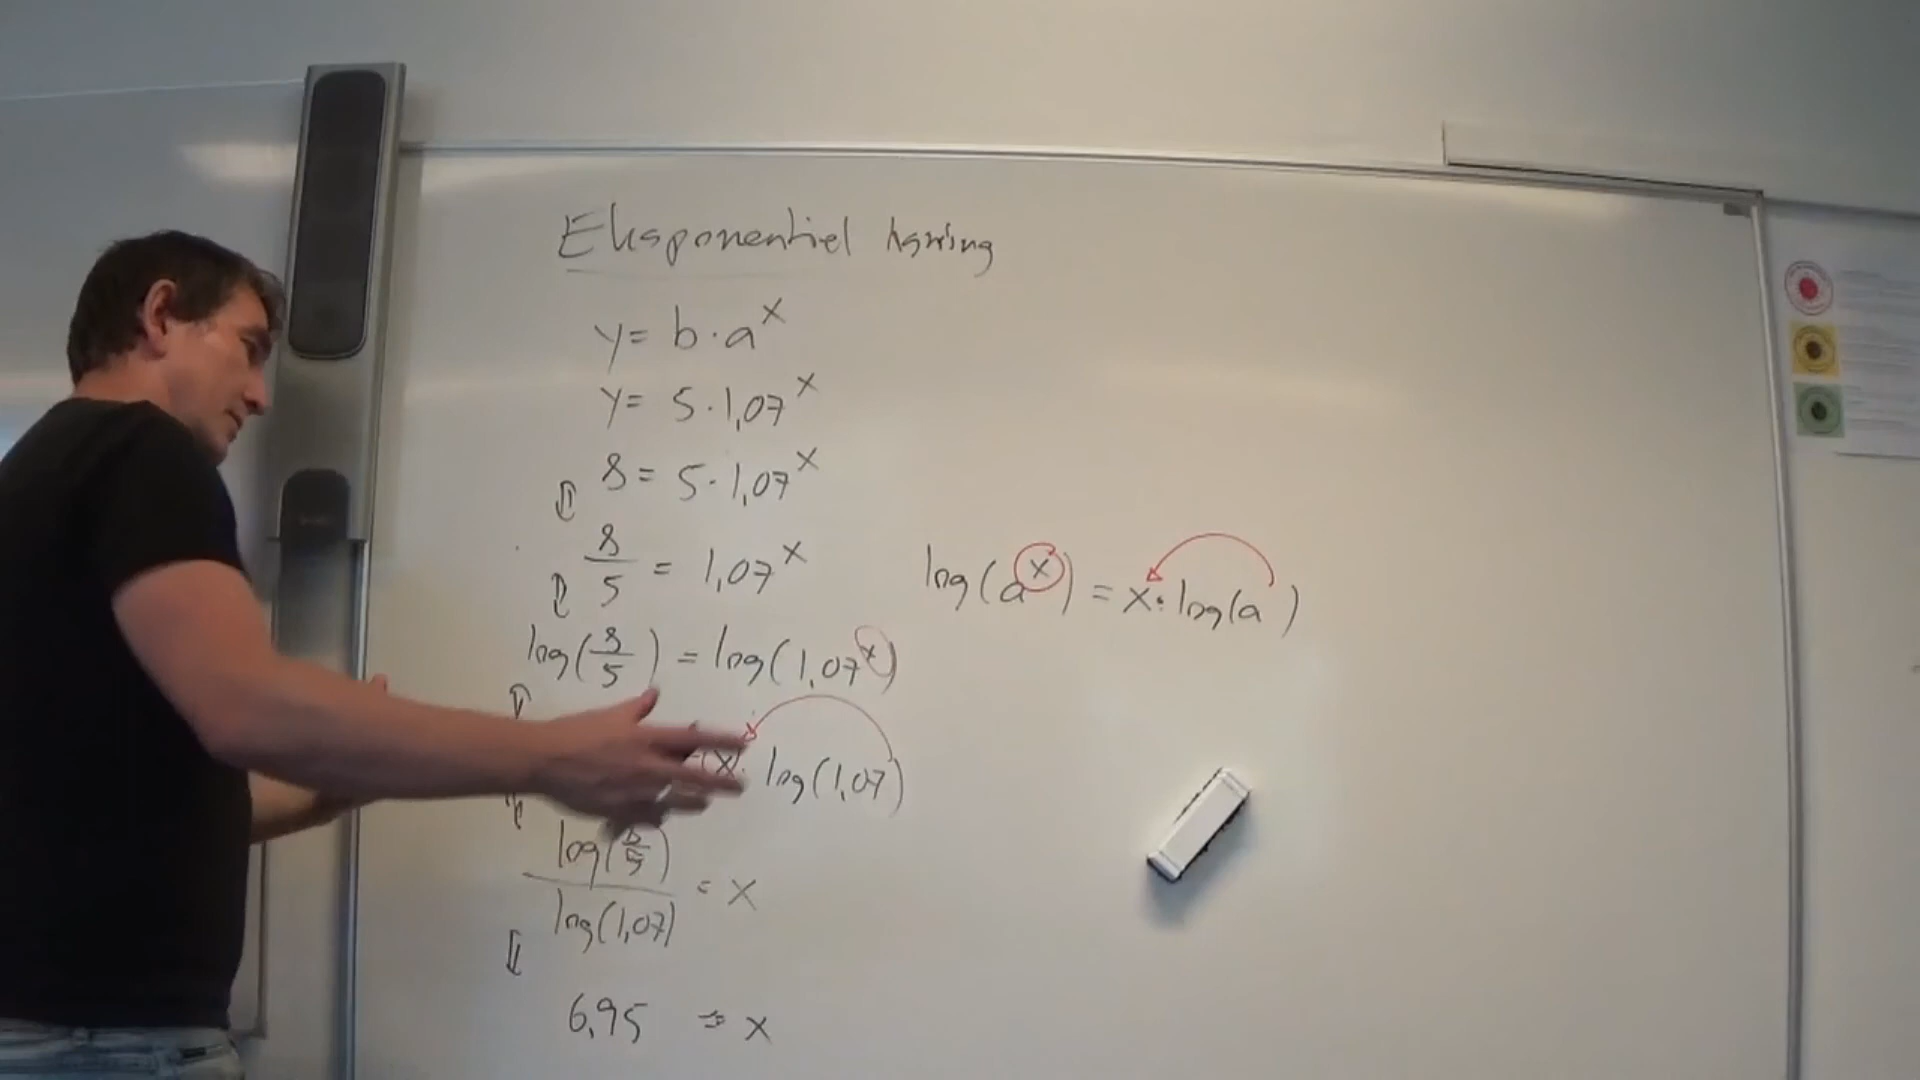 Eksponentiel
y = b · a^x
y = 5 · 1,07^x
8 = 5 · 1,07^x
8/5 = 1,07^x
log(a^x) = x · log(a)
log(8/5) = log(1,07^x)
x · log(1,07)
log(8/5)/log(1,07) = x
6,95 = x